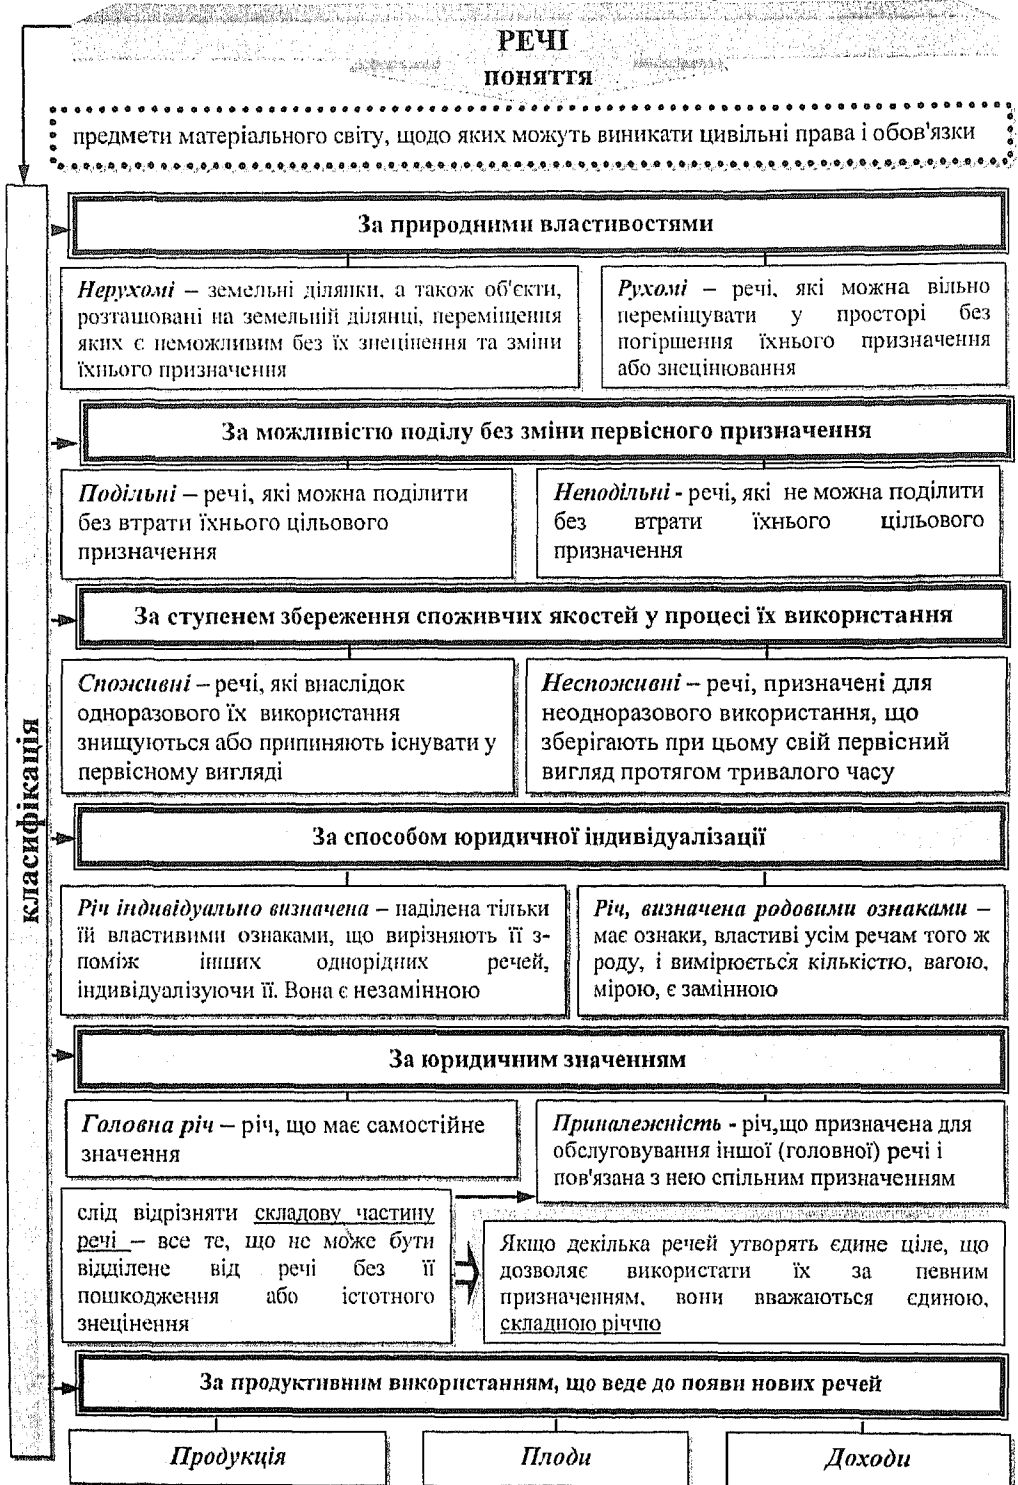 РЕЧІ
поняття
предмети матеріального світу, щодо яких можуть виникати цивільні права і обов'язки
класифікація
За природними властивостями
Нерухомі – земельні ділянки, а також об'єкти,
розташовані на земельній ділянці, переміщення
яких є неможливим без їх знецінення та зміни
їхнього призначення
Рухомі – речі, які можна вільно
переміщувати у просторі без
погіршення їхнього призначення
або знецінювання
За можливістю поділу без зміни первісного призначення
Подільні – речі, які можна поділити
без втрати їхнього цільового
призначення
Неподільні - речі, які не можна поділити
без втрати їхнього цільового
призначення
За ступенем збереження споживчих якостей у процесі їх використання
Споживні – речі, які внаслідок
одноразового їх використання
знищуються або припиняють існувати у
первісному вигляді
Неспоживні – речі, призначені для
неодноразового використання, що
зберігають при цьому свій первісний
вигляд протягом тривалого часу
За способом юридичної індивідуалізації
Річ індивідуально визначена – наділена тільки
їй властивими ознаками, що вирізняють її з-
поміж інших однорідних речей,
індивідуалізуючи її. Вона є незамінною
Річ, визначена родовими ознаками –
має ознаки, властиві усім речам того ж
роду, і вимірюється кількістю, вагою,
мірою, є замінною
За юридичним значенням
Головна річ – річ, що має самостійне
значення
Приналежність - річ,що призначена для
обслуговування іншої (головної) речі і
пов'язана з нею спільним призначенням
слід відрізняти складову частину
речі – все те, що не може бути
відділене від речі без її
пошкодження або істотного
знецінення
Якщо декілька речей утворять єдине ціле, що
дозволяє використати їх за певним
призначенням, вони вважаються єдиною,
складною річчю
За продуктивним використанням, що веде до появи нових речей
Продукція
Плоди
Доходи